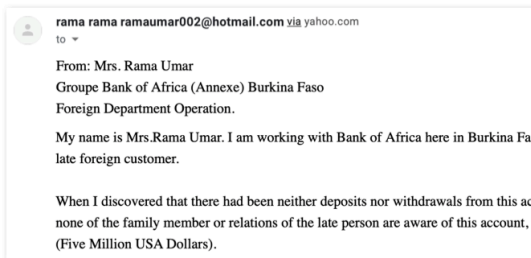 rama rama ramaumar002@hotmail.com via yahoo.com
to
From: Mrs. Rama Umar
Groupe Bank of Africa (Annexe) Burkina Faso
Foreign Department Operation.
My name is Mrs.Rama Umar. I am working with Bank of Africa here in Burkina Fa
late foreign customer.
When I discovered that there had been neither deposits nor withdrawals from this ac
none of the family member or relations of the late person are aware of this account,
(Five Million USA Dollars).